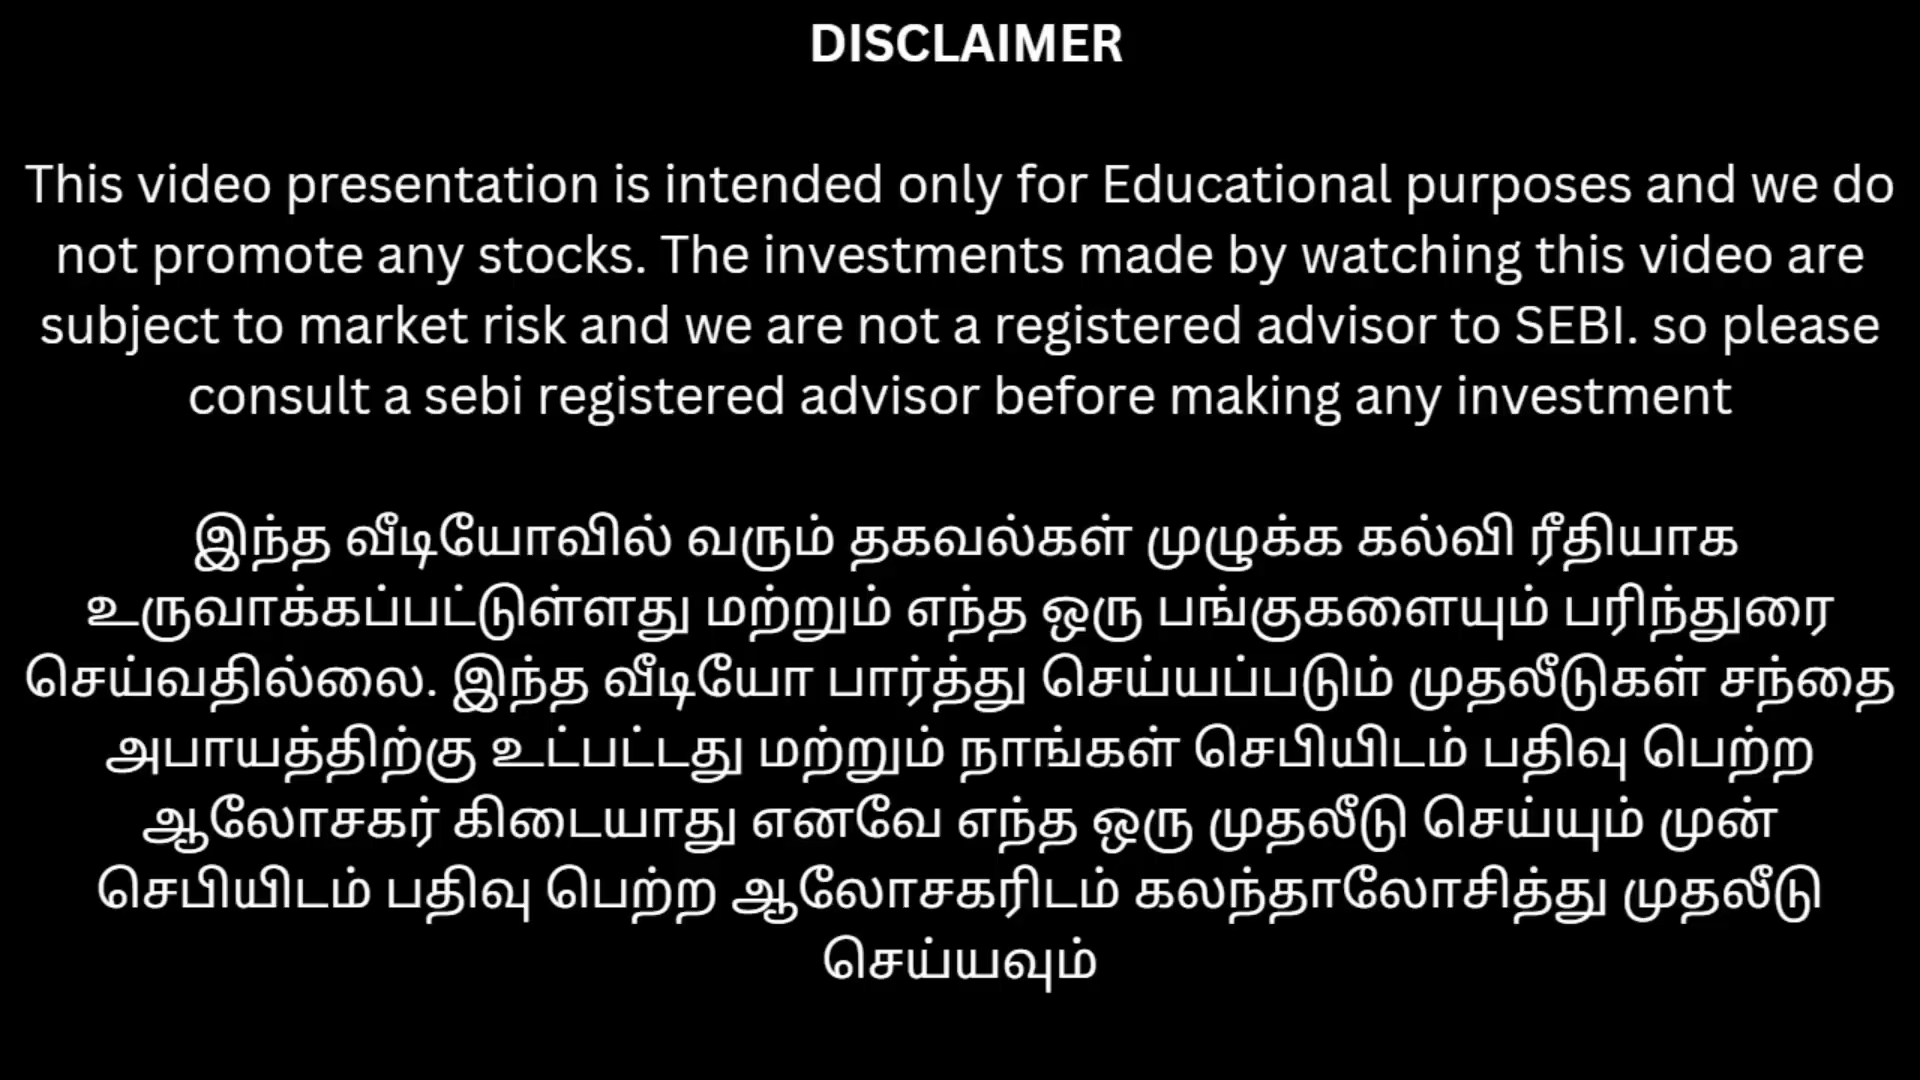 DISCLAIMER
This video presentation is intended only for Educational purposes and we do
not promote any stocks. The investments made by watching this video are
subject to market risk and we are not a registered advisor to SEBI. so please
consult a sebi registered advisor before making any investment
இந்த வீடியோவில் வரும் தகவல்கள் முழுக்க கல்வி ரீதியாக
உருவாக்கப்பட்டுள்ளது மற்றும் எந்த ஒரு பங்குகளையும் பரிந்துரை
செய்வதில்லை. இந்த வீடியோ பார்த்து செய்யப்படும் முதலீடுகள் சந்தை
அபாயத்திற்கு உட்பட்டது மற்றும் நாங்கள் செபியிடம் பதிவு பெற்ற
ஆலோசகர் கிடையாது எனவே எந்த ஒரு முதலீடு செய்யும் முன்
செபியிடம் பதிவு பெற்ற ஆலோசகரிடம் கலந்தாலோசித்து முதலீடு
செய்யவும்